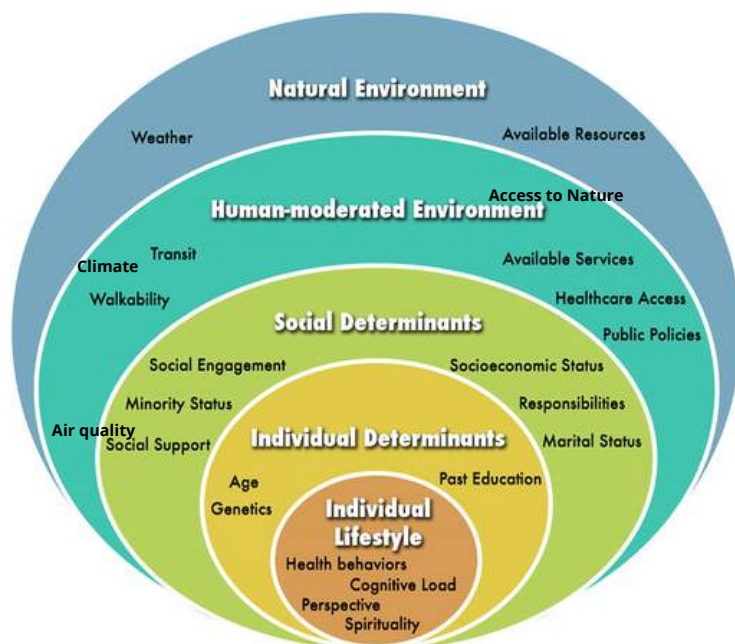 Natural Environment
Weather
Available Resources
Access to Nature
Human-moderated Environment
Climate
Transit
Available Services
Walkability
Healthcare Access
Public Policies
Social Determinants
Social Engagement
Socioeconomic Status
Minority Status
Responsibilities
Air quality
Social Support
Marital Status
Individual Determinants
Age
Past Education
Genetics
Individual
Lifestyle
Health behaviors
Cognitive Load
Perspective
Spirituality